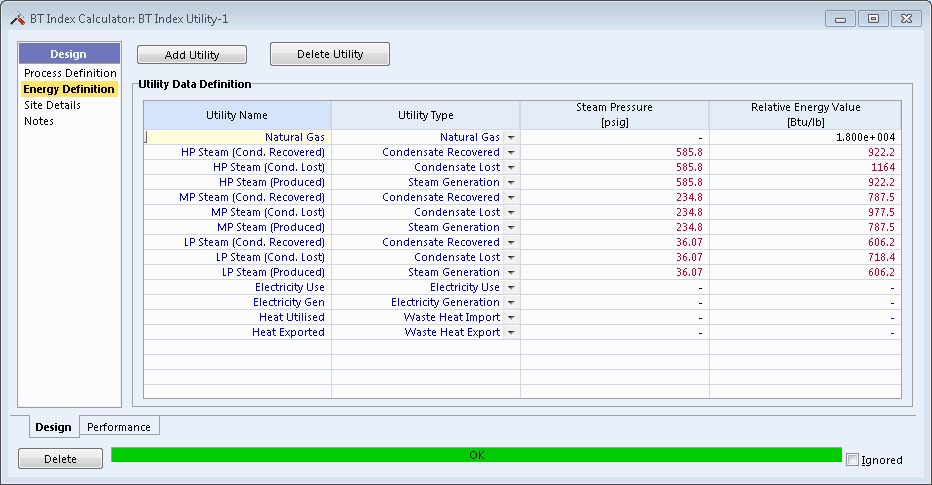 BT Index Calculator: BT Index Utility-1
Design
Process Definition
Energy Definition
Site Details
Notes
Add Utility Delete Utility
Utility Data Definition
Utility Name Utility Type Steam Pressure [psig] Relative Energy Value [Btu/lb]
Natural Gas Natural Gas - 1.800e+004
HP Steam (Cond. Recovered) Condensate Recovered 585.8 922.2
HP Steam (Cond. Lost) Condensate Lost 585.8 1164
HP Steam (Produced) Steam Generation 585.8 922.2
MP Steam (Cond. Recovered) Condensate Recovered 234.8 787.5
MP Steam (Cond. Lost) Condensate Lost 234.8 977.5
MP Steam (Produced) Steam Generation 234.8 787.5
LP Steam (Cond. Recovered) Condensate Recovered 36.07 606.2
LP Steam (Cond. Lost) Condensate Lost 36.07 718.4
LP Steam (Produced) Steam Generation 36.07 606.2
Electricity Use Electricity Use - -
Electricity Gen Electricity Generation - -
Heat Utilised Waste Heat Import - -
Heat Exported Waste Heat Export - -
Design Performance
Delete OK Ignored